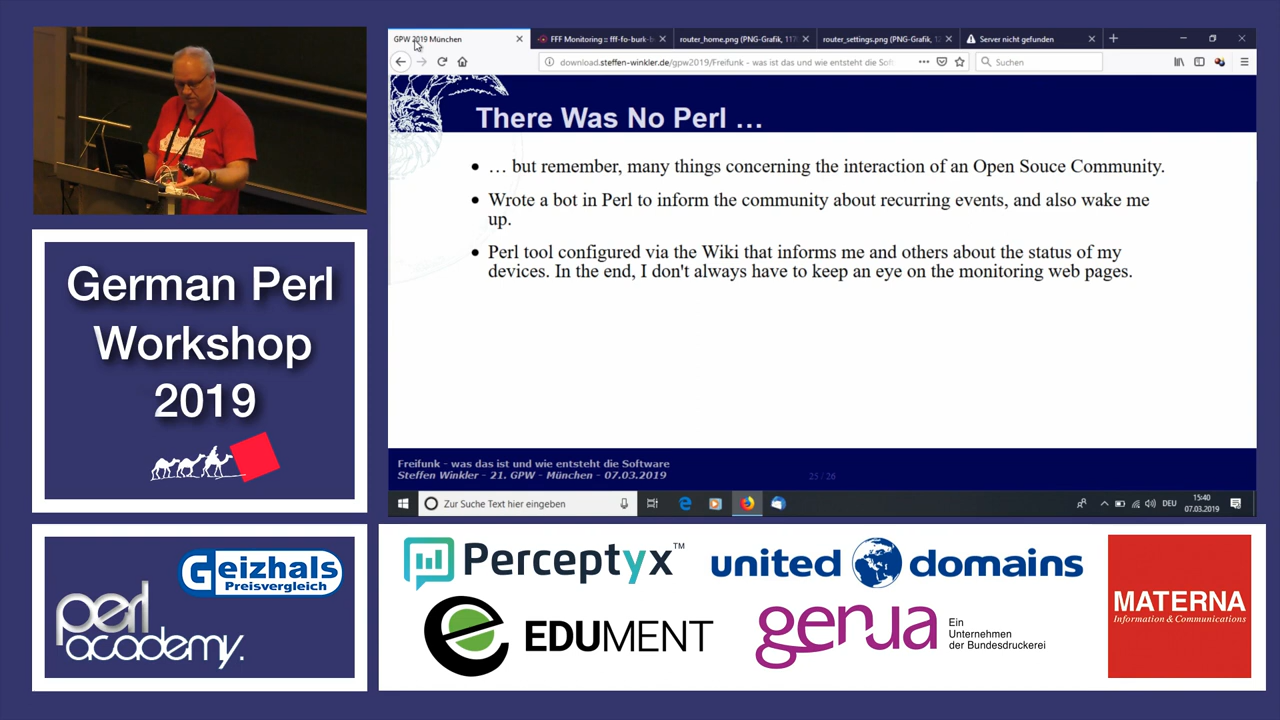 GPW 2019 München
FFF Monitoring :: fff-fo-burk-b
router_home.png (PNG-Grafik, 117
router_settings.png (PNG-Grafik, 12
Server nicht gefunden
download.steffen-winkler.de/gpw2019/Freifunk - was das ist und wie entsteht die Sof
Suchen
There Was No Perl …
• … but remember, many things concerning the interaction of an Open Souce Community.
• Wrote a bot in Perl to inform the community about recurring events, and also wake me
up.
• Perl tool configured via the Wiki that informs me and others about the status of my
devices. In the end, I don't always have to keep an eye on the monitoring web pages.
Freifunk - was das ist und wie entsteht die Software
Steffen Winkler - 21. GPW - München - 07.03.2019
25 / 26
Zur Suche Text hier eingeben
DEU
15:40
07.03.2019
German Perl
Workshop
2019
Geizhals
Preisvergleich
perl
academy.
Perceptyx™
united domains
EDUMENT
genua
Ein
Unternehmen
der Bundesdruckerei
MATERNA
Information & Communications